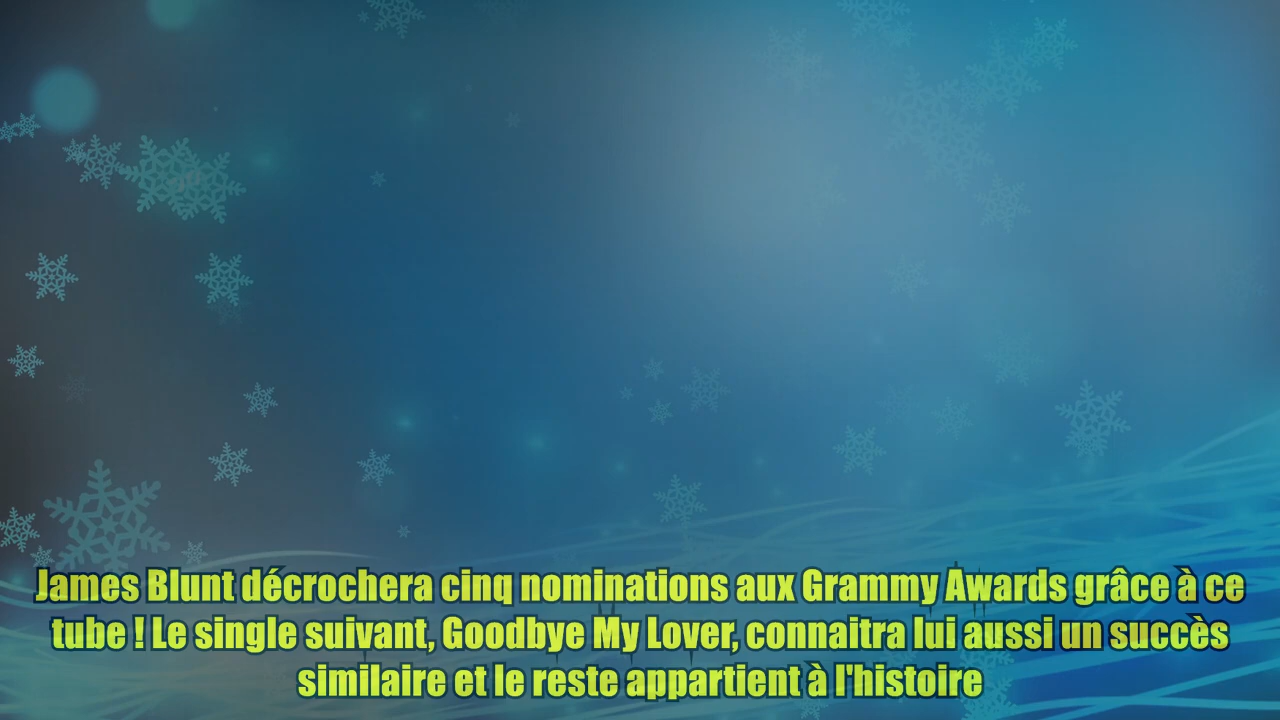 James Blunt décrochera cinq nominations aux Grammy Awards grâce à ce
tube ! Le single suivant, Goodbye My Lover, connaitra lui aussi un succès
similaire et le reste appartient à l'histoire